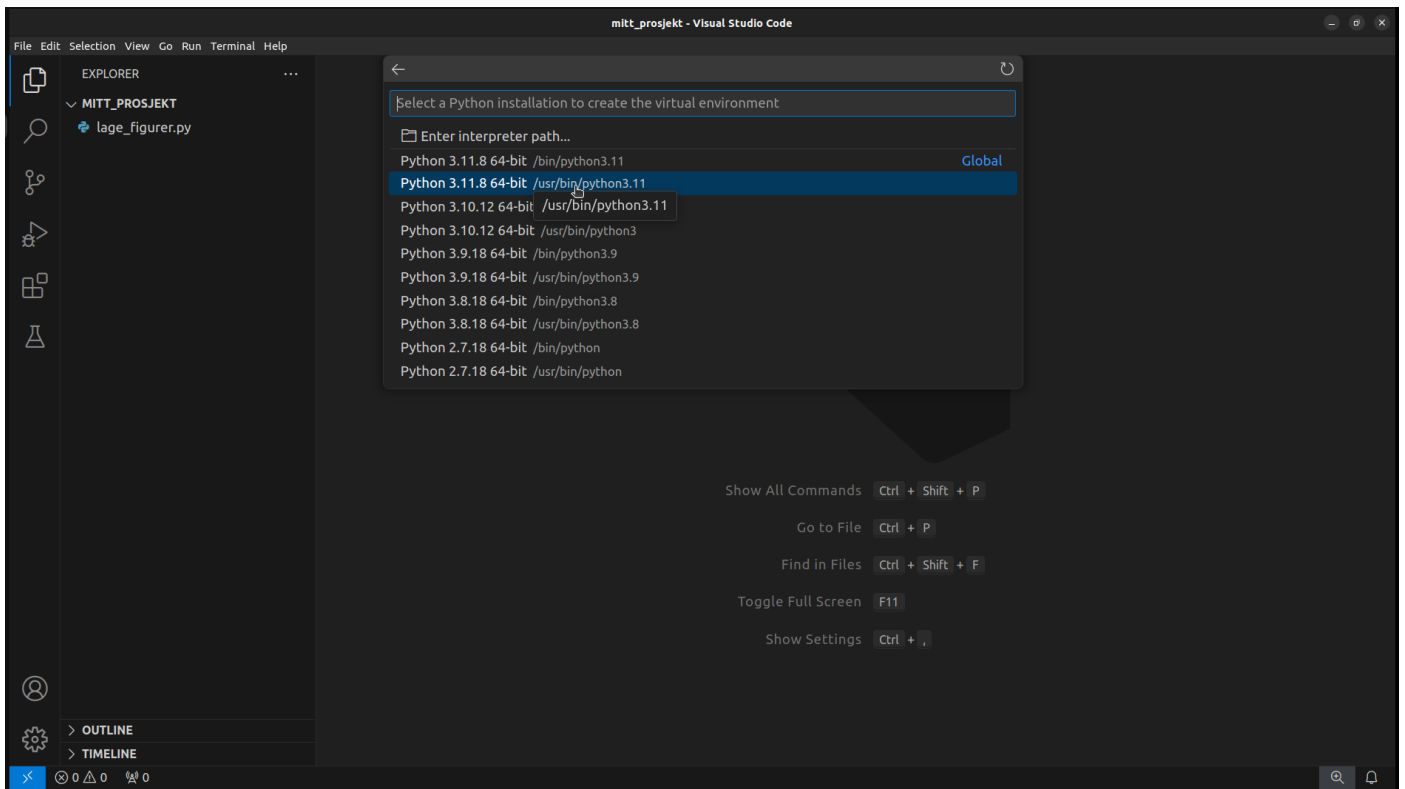 mitt_prosjekt - Visual Studio Code
File Edit Selection View Go Run Terminal Help
EXPLORER ...
MITT_PROSJEKT
lage_figurer.py
Select a Python installation to create the virtual environment
Enter interpreter path...
Python 3.11.8 64-bit /bin/python3.11 Global
Python 3.11.8 64-bit /usr/bin/python3.11
Python 3.10.12 64-bit
/usr/bin/python3.11
Python 3.10.12 64-bit /usr/bin/python3
Python 3.9.18 64-bit /bin/python3.9
Python 3.9.18 64-bit /usr/bin/python3.9
Python 3.8.18 64-bit /bin/python3.8
Python 3.8.18 64-bit /usr/bin/python3.8
Python 2.7.18 64-bit /bin/python
Python 2.7.18 64-bit /usr/bin/python
Show All Commands Ctrl + Shift + P
Go to File Ctrl + P
Find in Files Ctrl + Shift + F
Toggle Full Screen F11
Show Settings Ctrl + ,
OUTLINE
TIMELINE
0 0 0